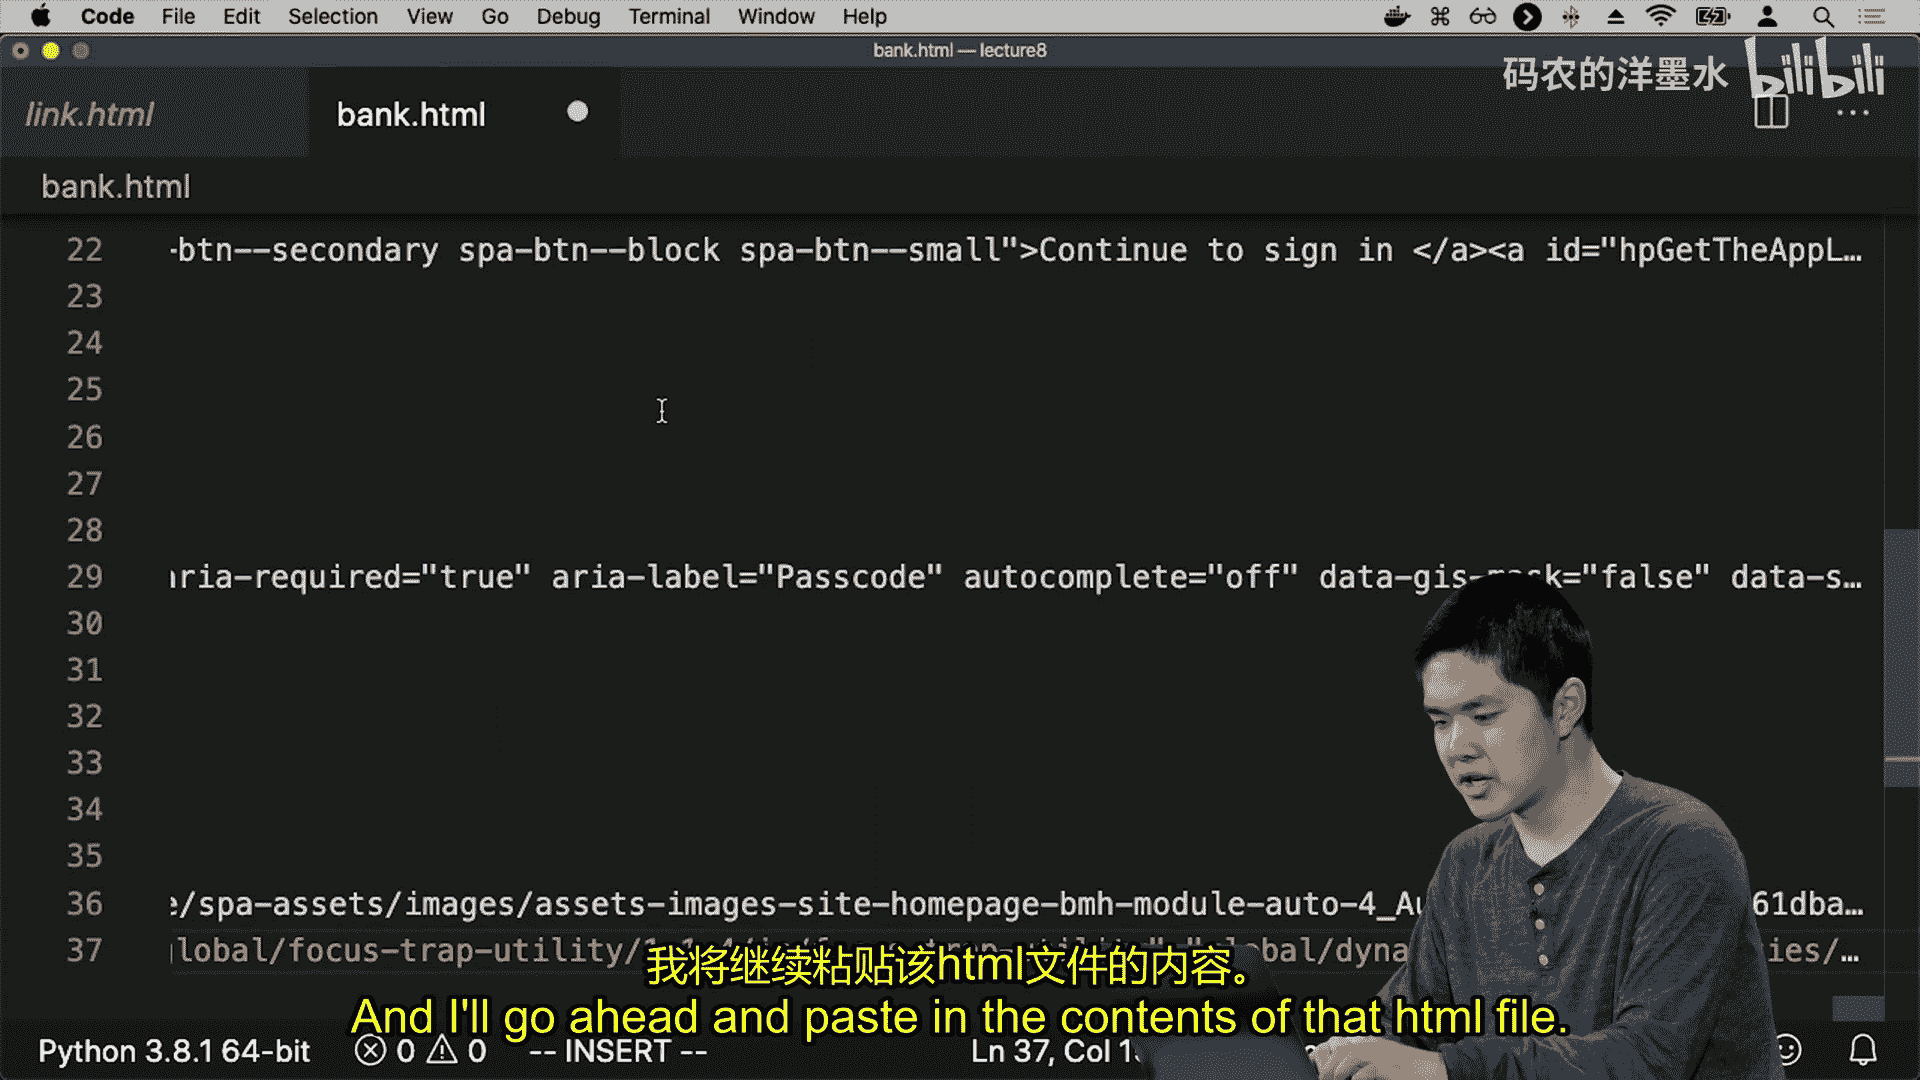 Code File Edit Selection View Go Debug Terminal Window Help
bank.html — lecture8
码农的洋墨水 bilibili
link.html bank.html
bank.html
22 -btn--secondary spa-btn--block spa-btn--small">Continue to sign in </a><a id="hpGetTheAppL…
23
24
25
26
27
28
29 aria-required="true" aria-label="Passcode" autocomplete="off" data-gis-mask="false" data-s…
30
31
32
33
34
35
36 e/spa-assets/images/assets-images-site-homepage-bmh-module-auto-4_Au 61dba…
37 global/focus-trap-utility/ global/dyna ies/…
我将继续粘贴该html文件的内容。
And I'll go ahead and paste in the contents of that html file.
Python 3.8.1 64-bit 0 0 -- INSERT -- Ln 37, Col